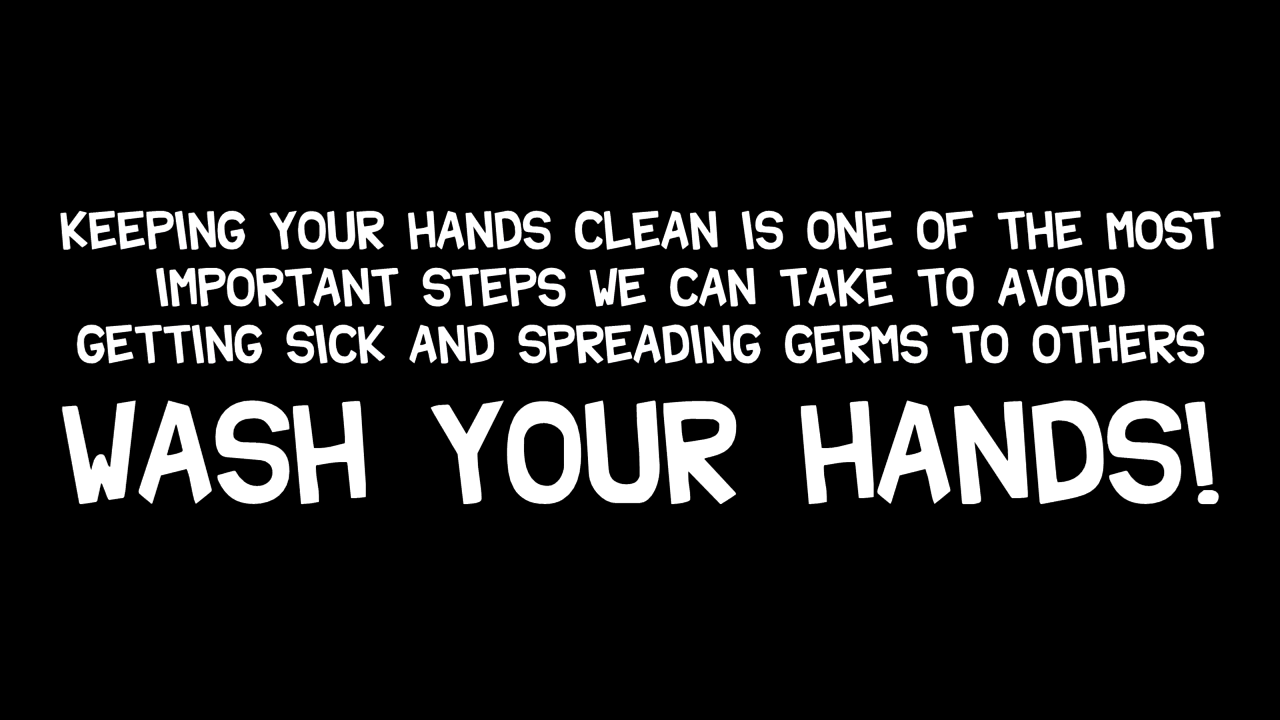 KEEPING YOUR HANDS CLEAN IS ONE OF THE MOST
IMPORTANT STEPS WE CAN TAKE TO AVOID
GETTING SICK AND SPREADING GERMS TO OTHERS
WASH YOUR HANDS!